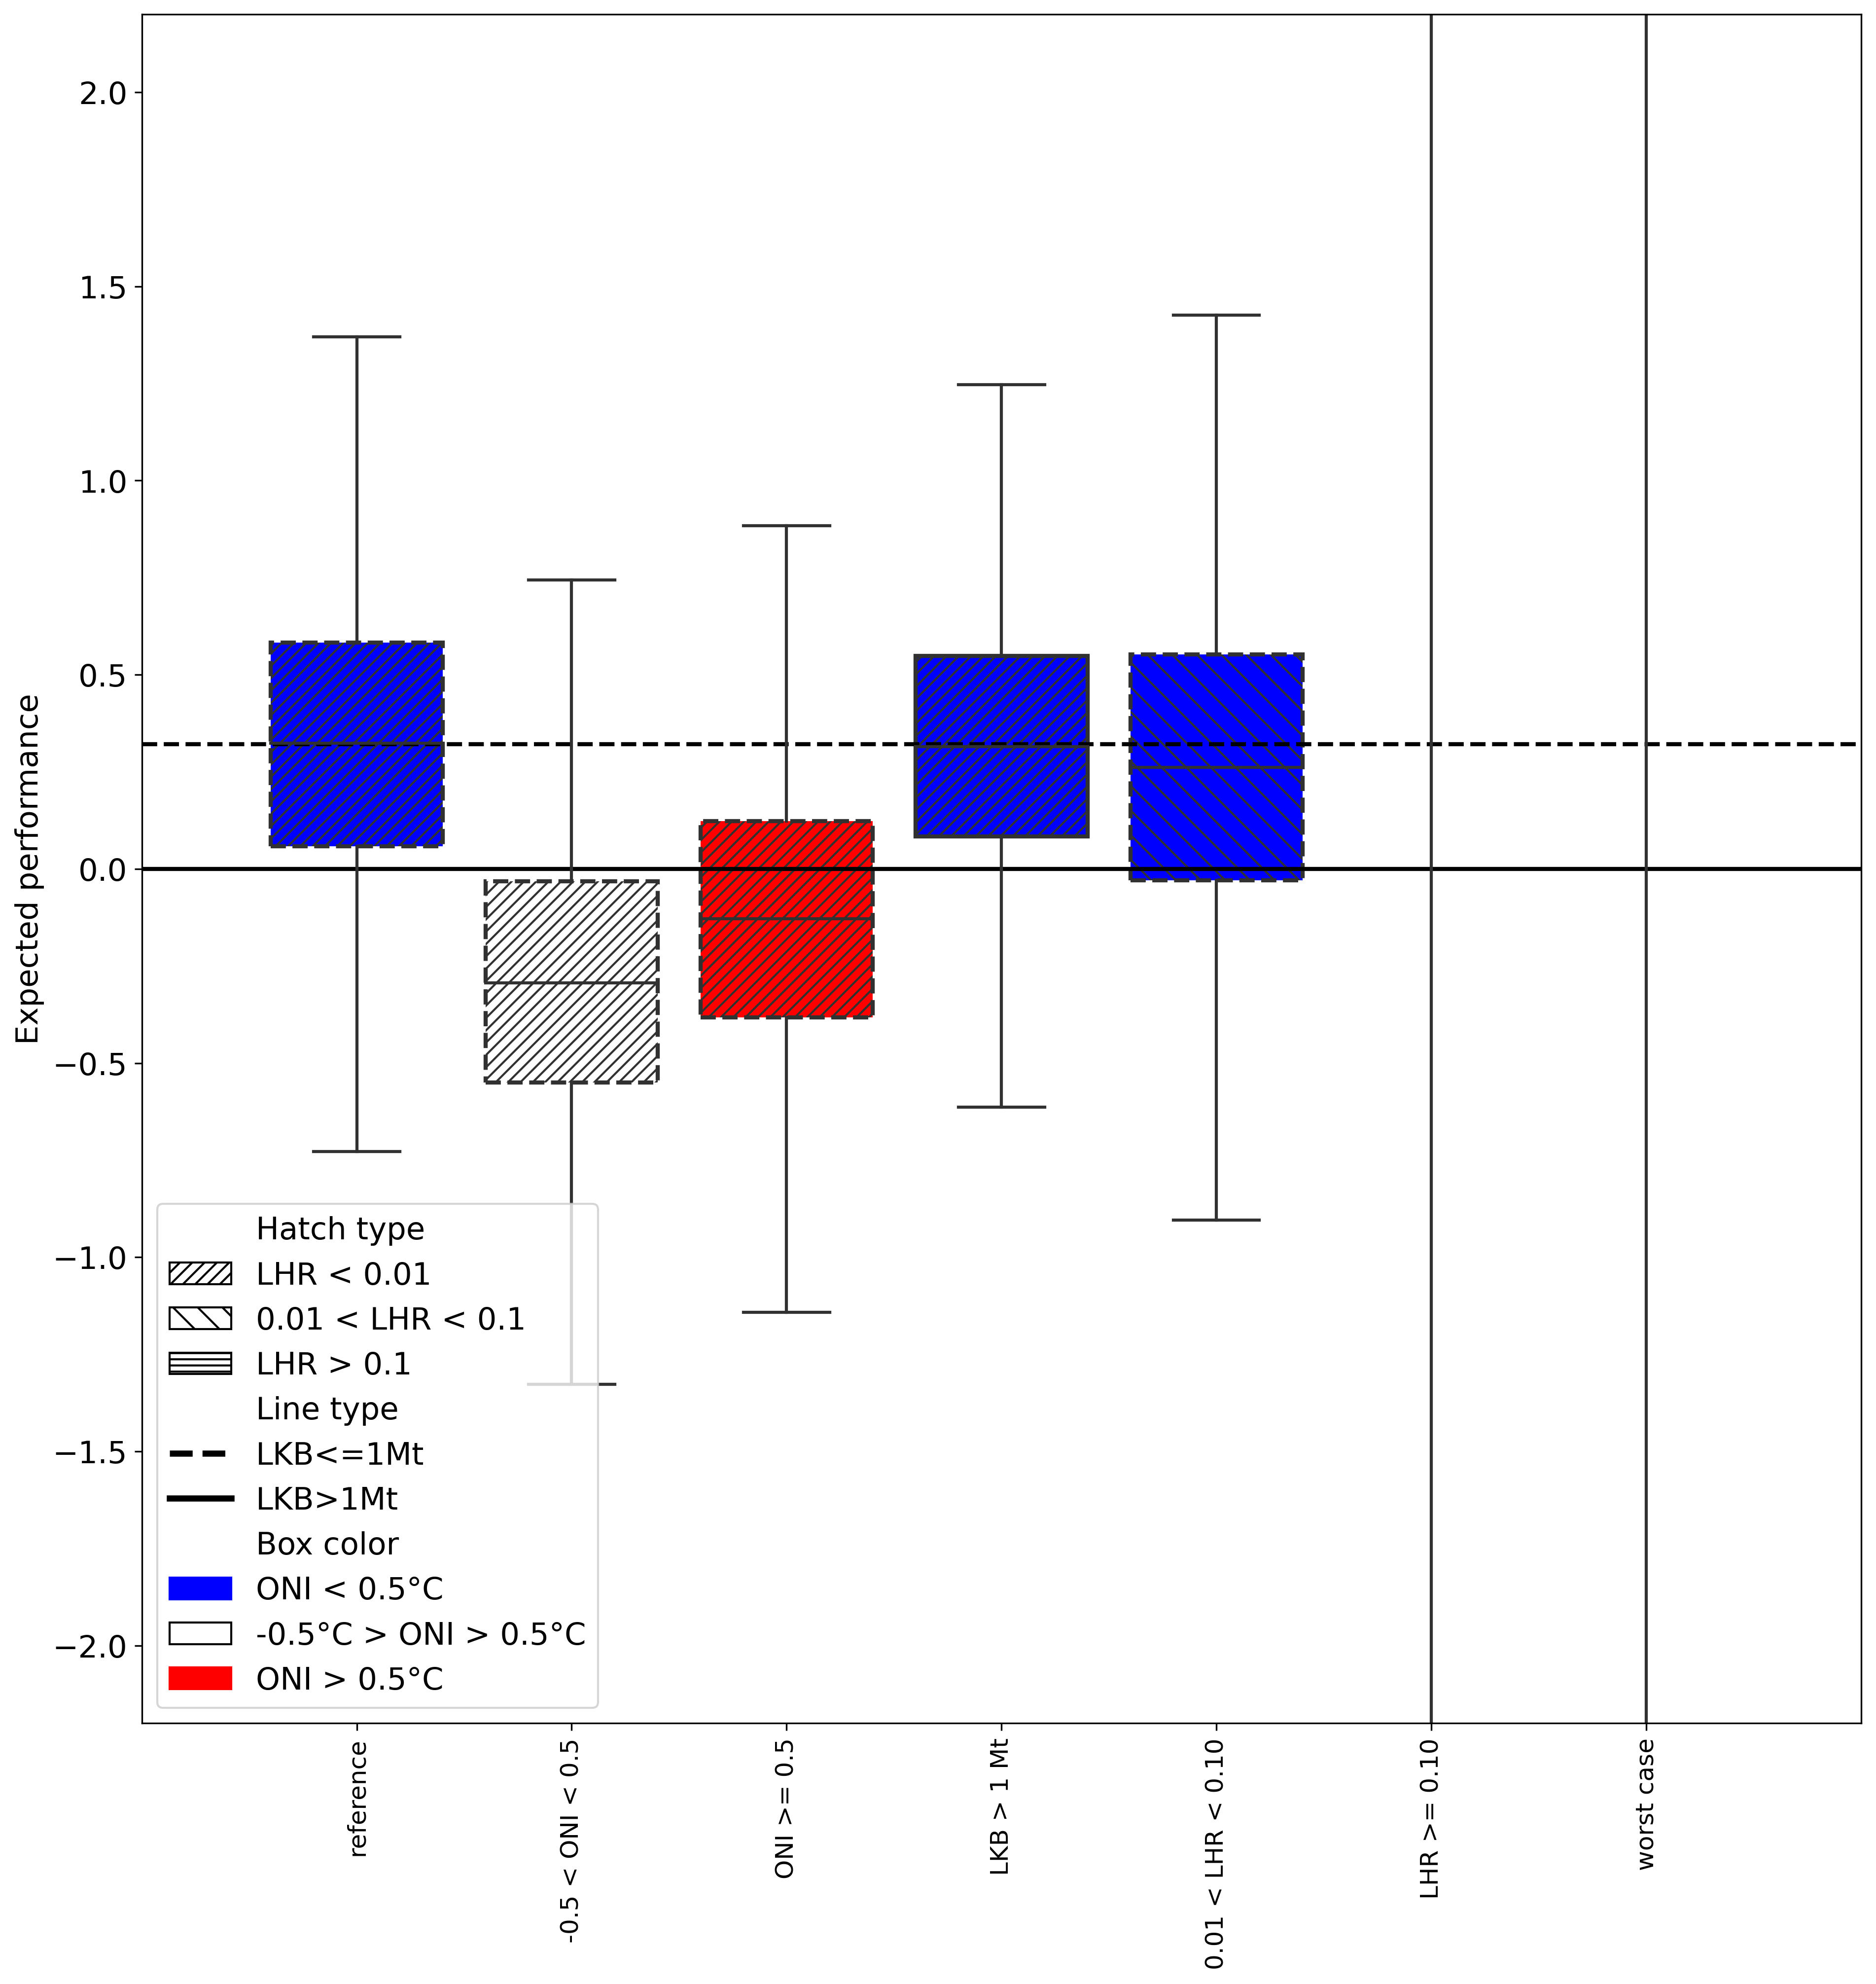 Expected performance
2.0
1.5
1.0
0.5
0.0
−0.5
−1.0
−1.5
−2.0
Hatch type
LHR < 0.01
0.01 < LHR < 0.1
LHR > 0.1
Line type
LKB<=1Mt
LKB>1Mt
Box color
ONI < 0.5°C
-0.5°C > ONI > 0.5°C
ONI > 0.5°C
reference
-0.5 < ONI < 0.5
ONI >= 0.5
LKB > 1 Mt
0.01 < LHR < 0.10
LHR >= 0.10
worst case